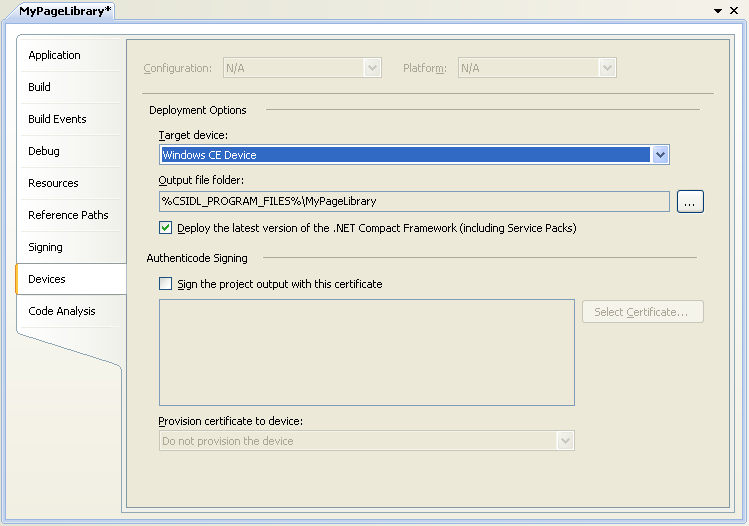 MyPageLibrary*
Application
Build
Build Events
Debug
Resources
Reference Paths
Signing
Devices
Code Analysis
Configuration: N/A Platform: N/A
Deployment Options
Target device:
Windows CE Device
Output file folder:
%CSIDL_PROGRAM_FILES%\MyPageLibrary ...
Deploy the latest version of the .NET Compact Framework (including Service Packs)
Authenticode Signing
Sign the project output with this certificate
Select Certificate...
Provision certificate to device:
Do not provision the device